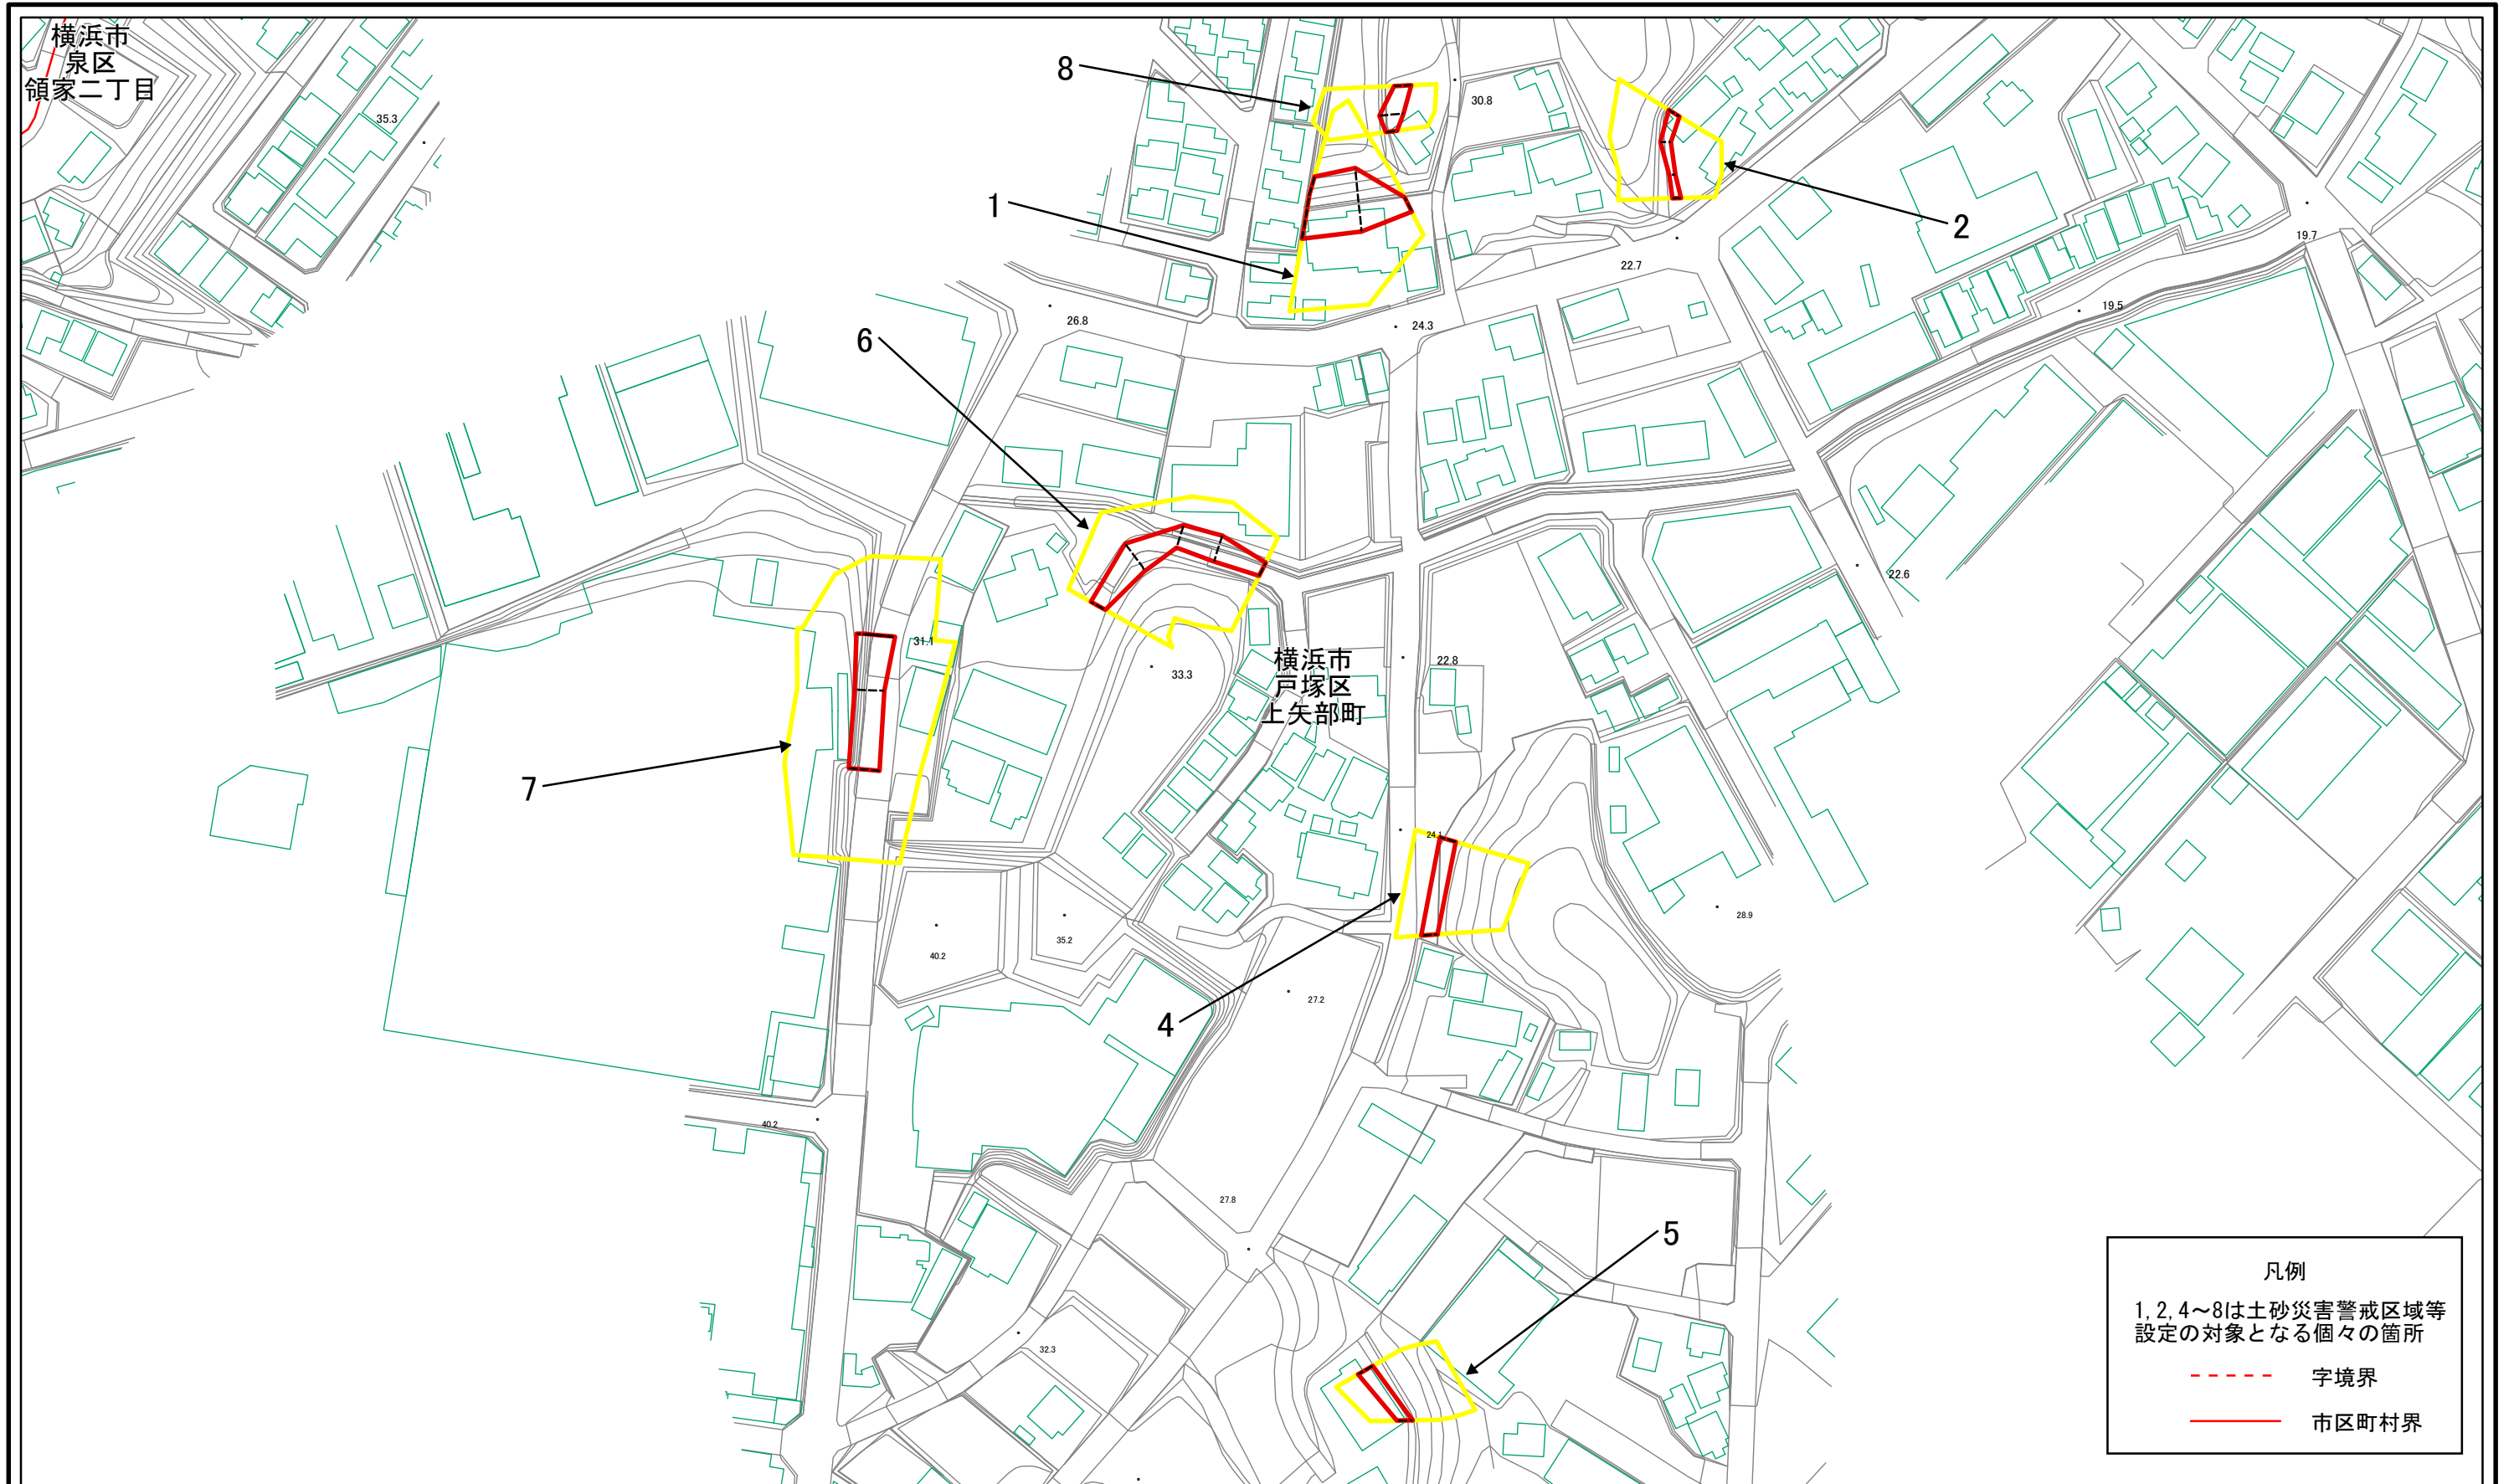 横浜市
泉区
領家二丁目
35.3
8
30.8
1
2
22.7
19.7
19.5
26.8
24.3
6
22.6
31.1
33.3
横浜市
戸塚区
上矢部町
22.8
7
24.1
28.9
40.2
35.2
27.2
4
40.2
27.8
5
32.3
凡例
1,2,4～8は土砂災害警戒区域等
設定の対象となる個々の箇所
字境界
市区町村界